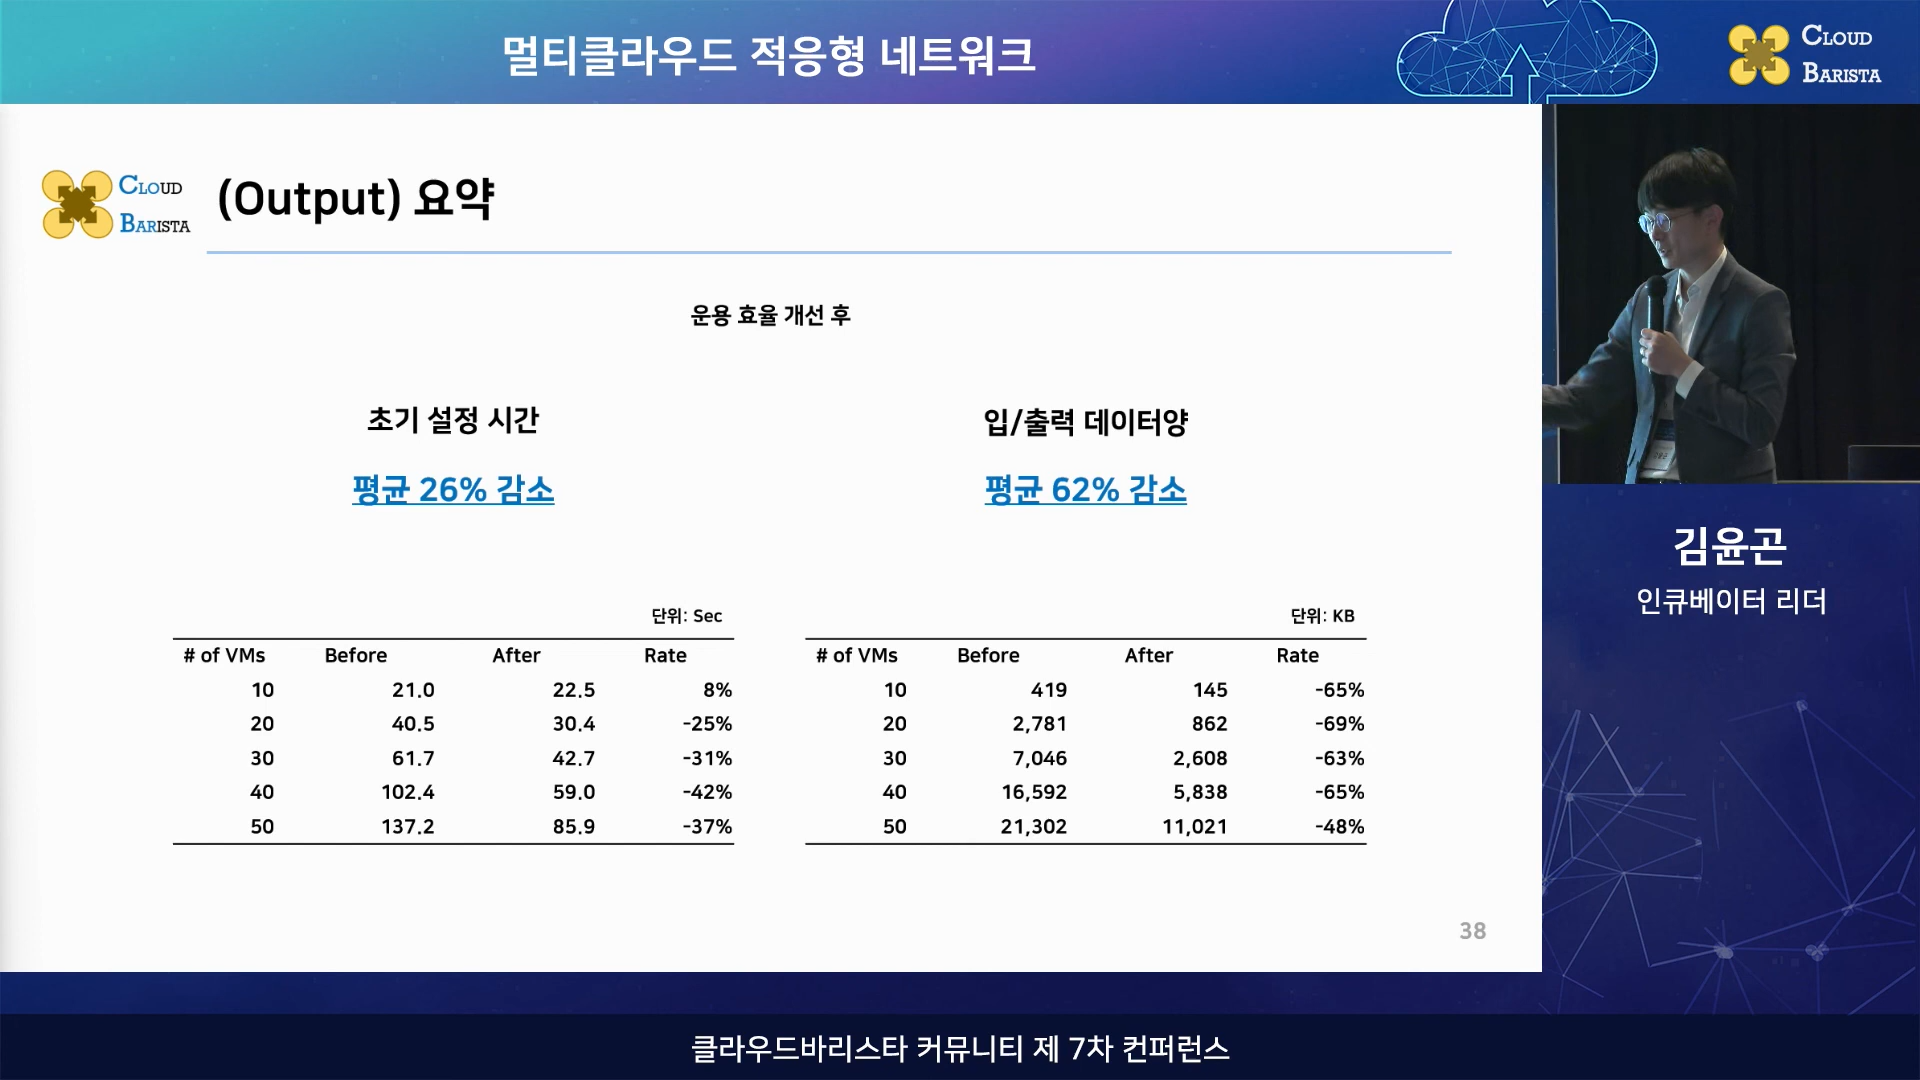 멀티클라우드 적응형 네트워크
CLOUD
BARISTA
CLOUD
BARISTA
(Output) 요약
운용 효율 개선 후
초기 설정 시간
평균 26% 감소
단위: Sec
# of VMs Before After Rate
10 21.0 22.5 8%
20 40.5 30.4 -25%
30 61.7 42.7 -31%
40 102.4 59.0 -42%
50 137.2 85.9 -37%
입/출력 데이터양
평균 62% 감소
단위: KB
# of VMs Before After Rate
10 419 145 -65%
20 2,781 862 -69%
30 7,046 2,608 -63%
40 16,592 5,838 -65%
50 21,302 11,021 -48%
38
김윤곤
인큐베이터 리더
클라우드바리스타 커뮤니티 제 7차 컨퍼런스